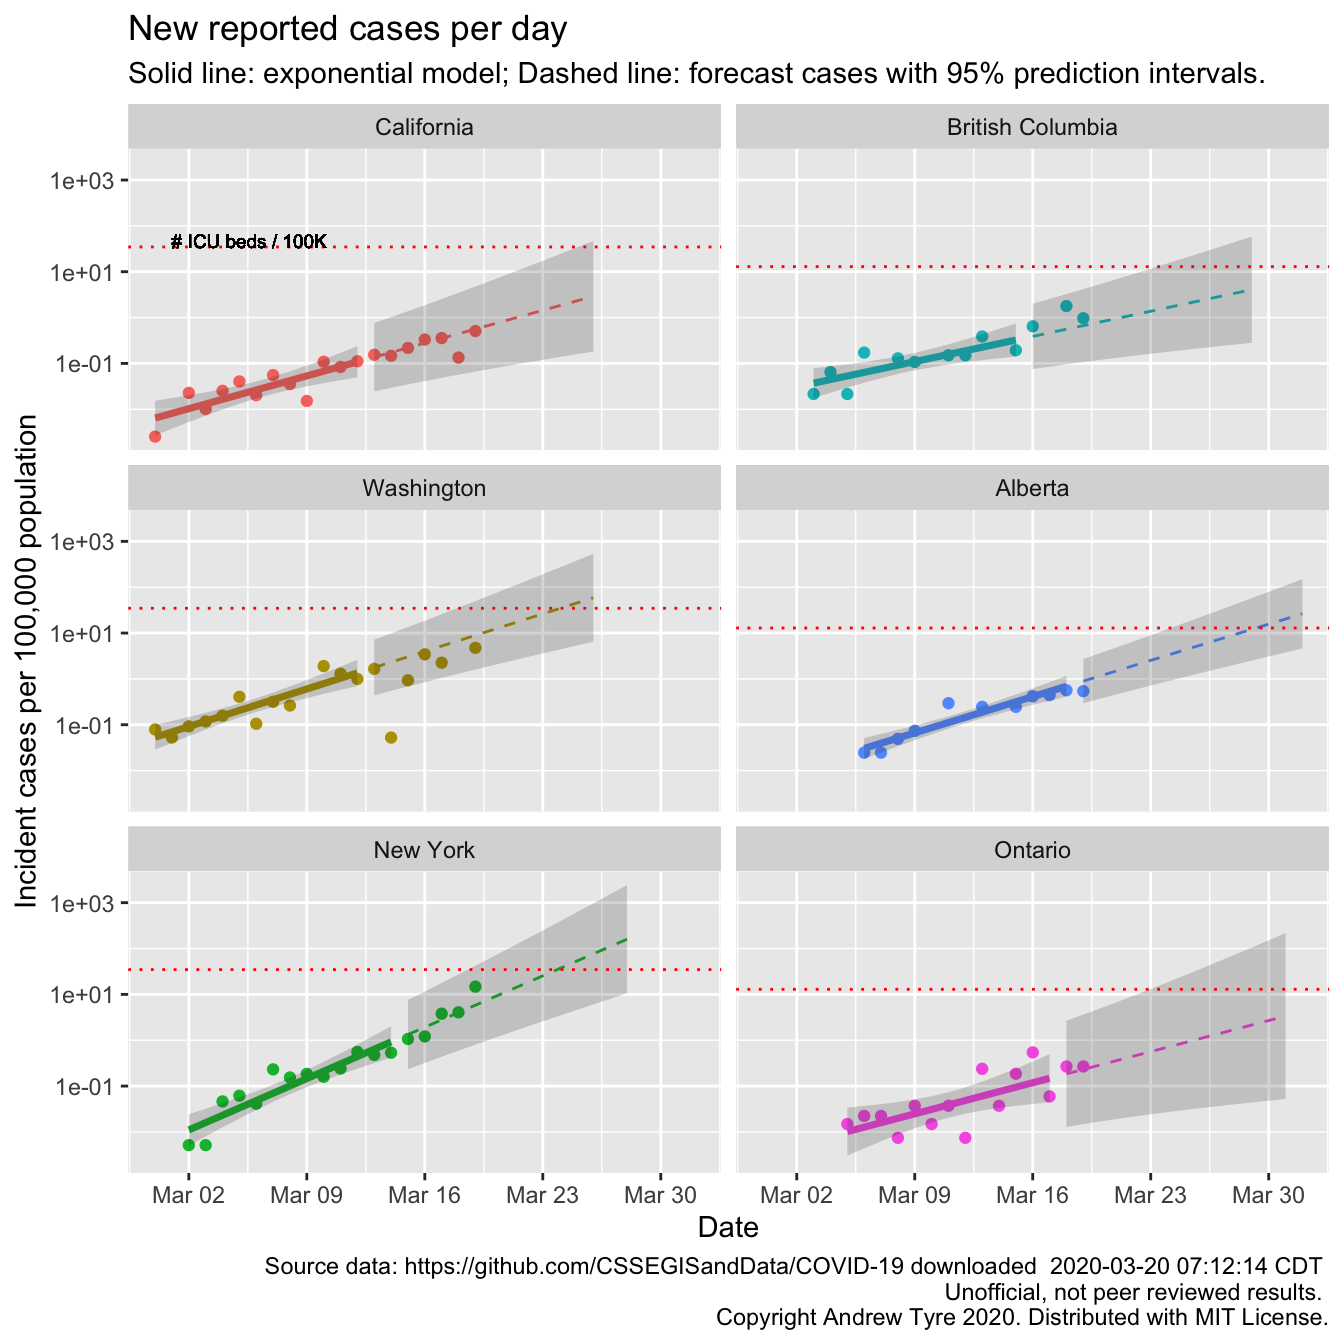 New reported cases per day
Solid line: exponential model; Dashed line: forecast cases with 95% prediction intervals.
California
British Columbia
1e+03
1e+01
1e-01
# ICU beds / 100K
Washington
Alberta
1e+03
1e+01
1e-01
New York
Ontario
1e+03
1e+01
1e-01
Incident cases per 100,000 population
Mar 02 Mar 09 Mar 16 Mar 23 Mar 30 Mar 02 Mar 09 Mar 16 Mar 23 Mar 30
Date
Source data: https://github.com/CSSEGISandData/COVID-19 downloaded 2020-03-20 07:12:14 CDT
Unofficial, not peer reviewed results.
Copyright Andrew Tyre 2020. Distributed with MIT License.